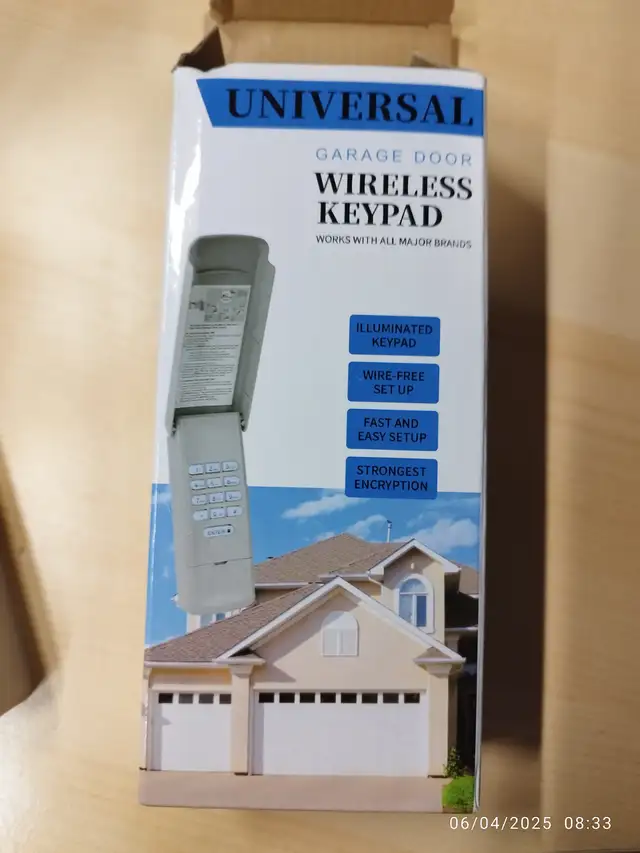 UNIVERSAL
GARAGE DOOR
WIRELESS
KEYPAD
WORKS WITH ALL MAJOR BRANDS
ILLUMINATED
KEYPAD
WIRE-FREE
SET UP
FAST AND
EASY SETUP
STRONGEST
ENCRYPTION
06/04/2025 08:33